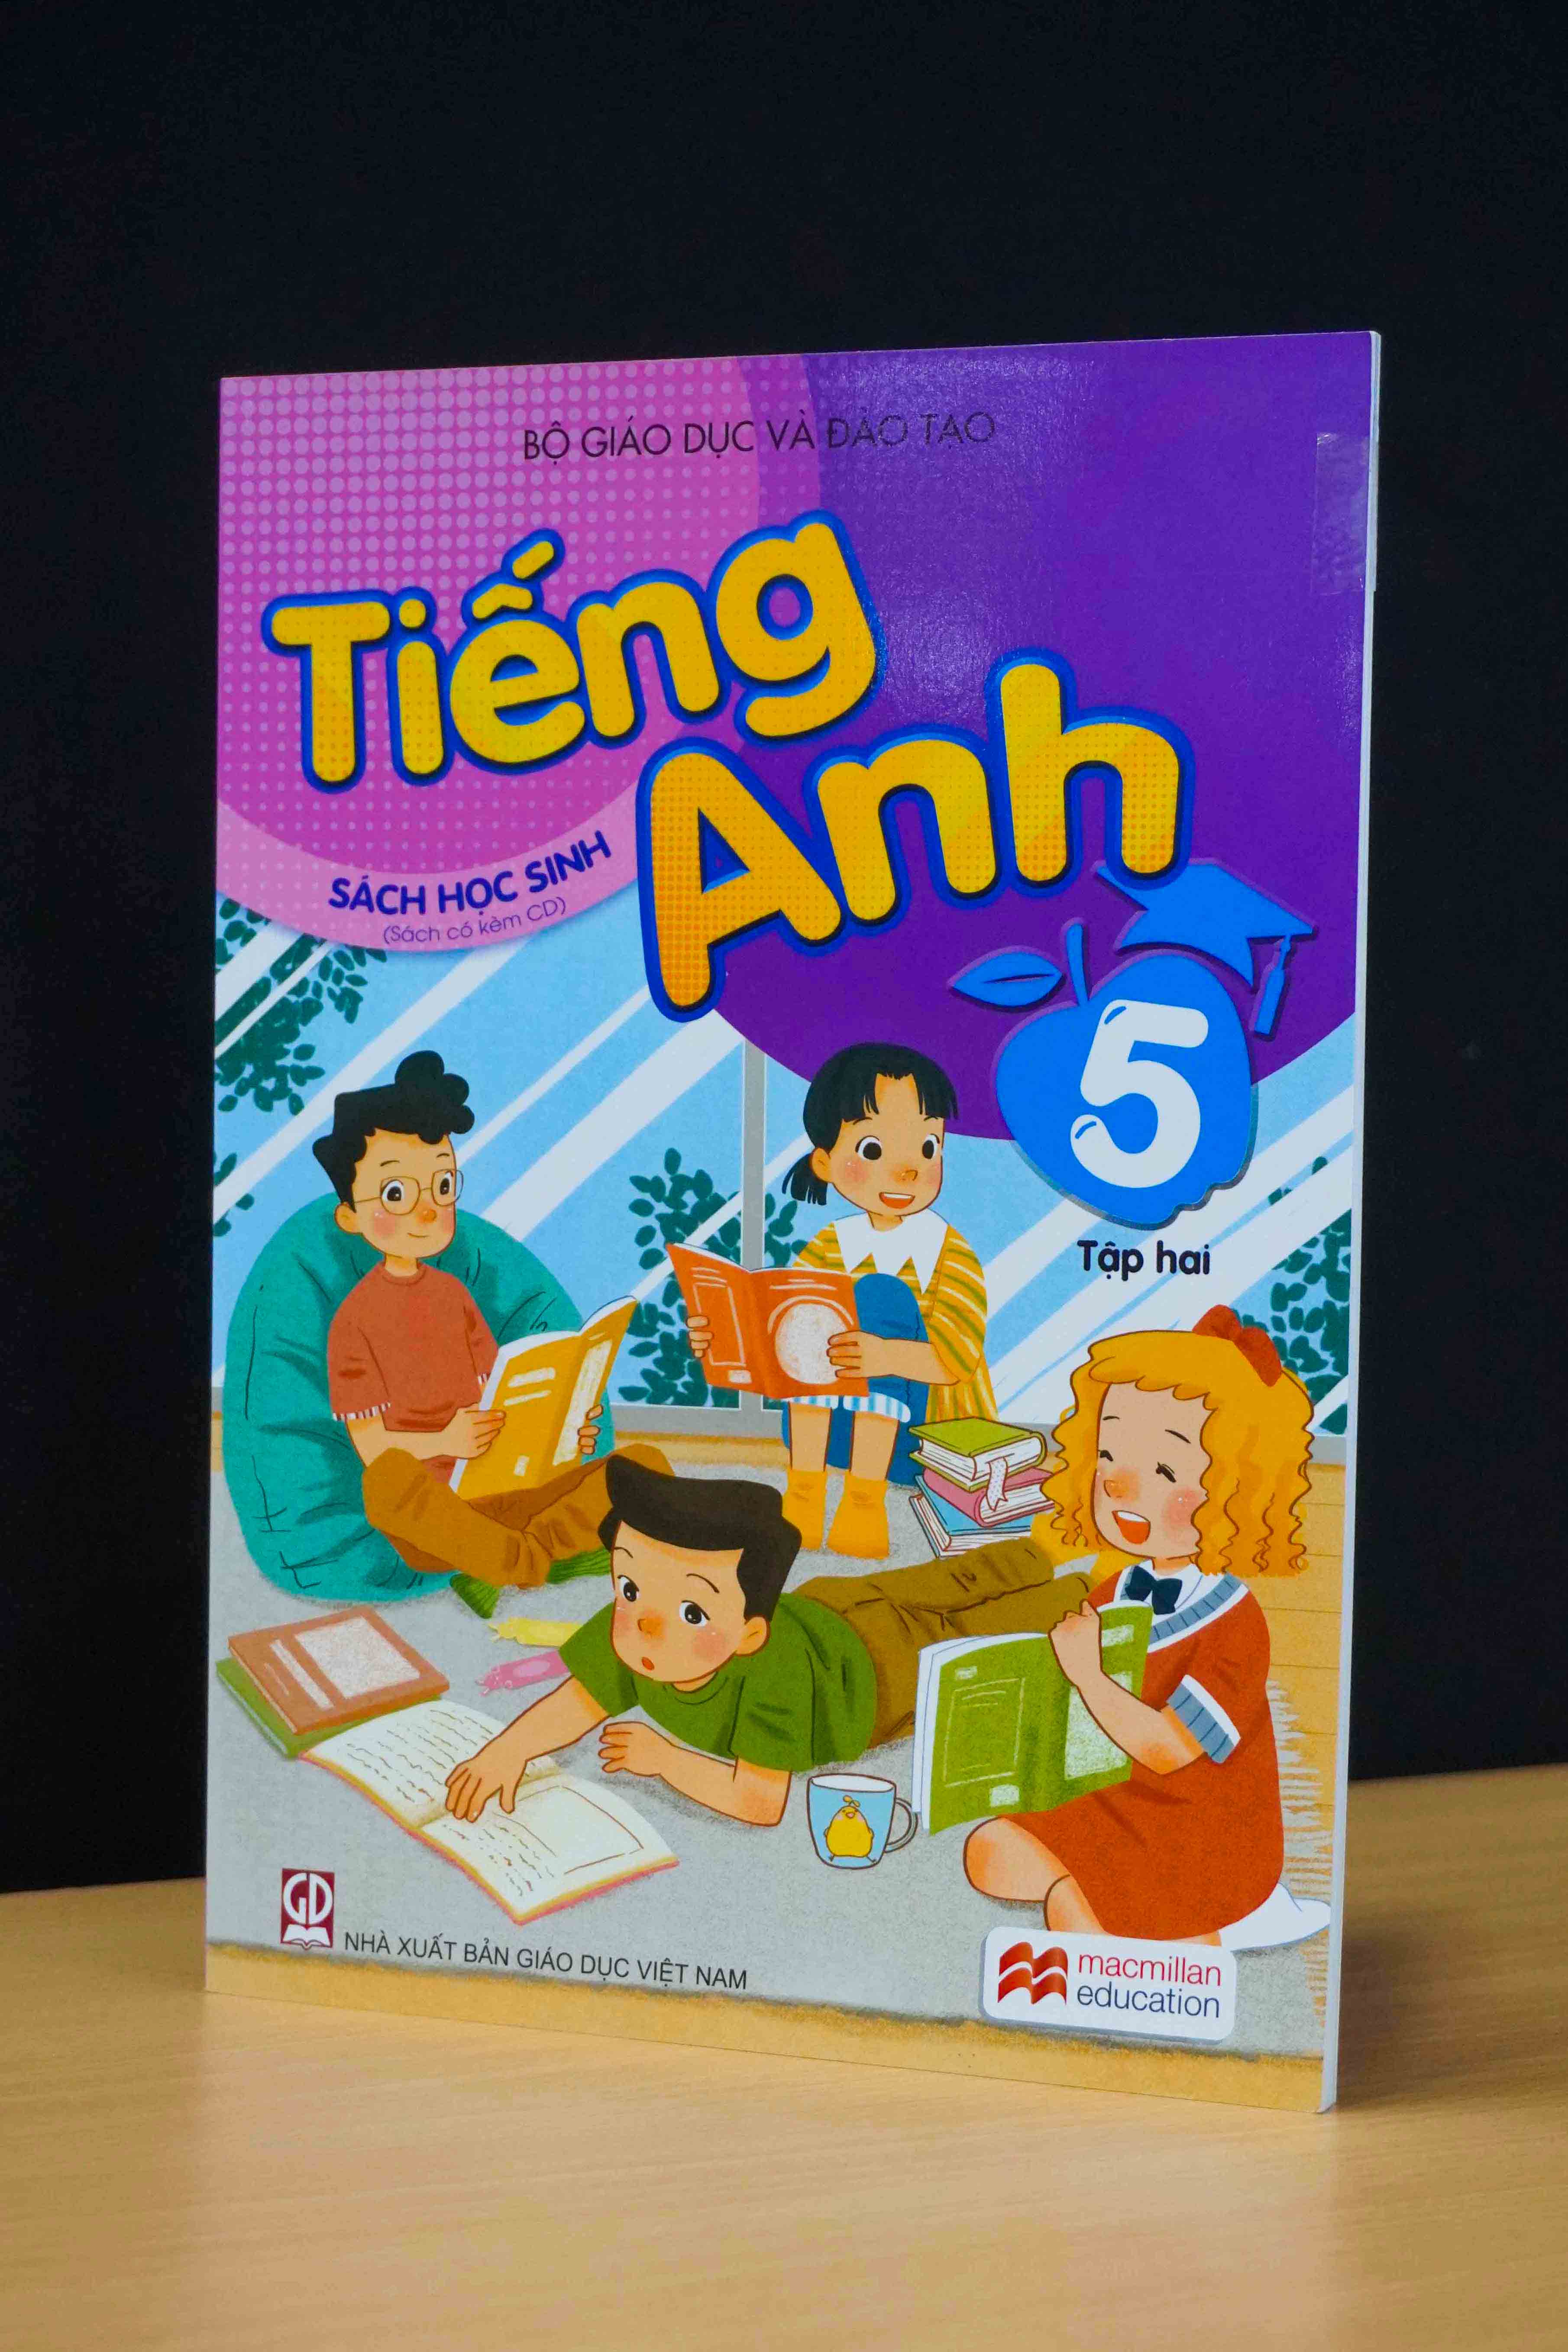 BỘ GIÁO DỤC VÀ ĐÀO TẠO
Tiếng
Anh
SÁCH HỌC SINH
(Sách có kèm CD)
5
Tập hai
GD
NHÀ XUẤT BẢN GIÁO DỤC VIỆT NAM
macmillan
education